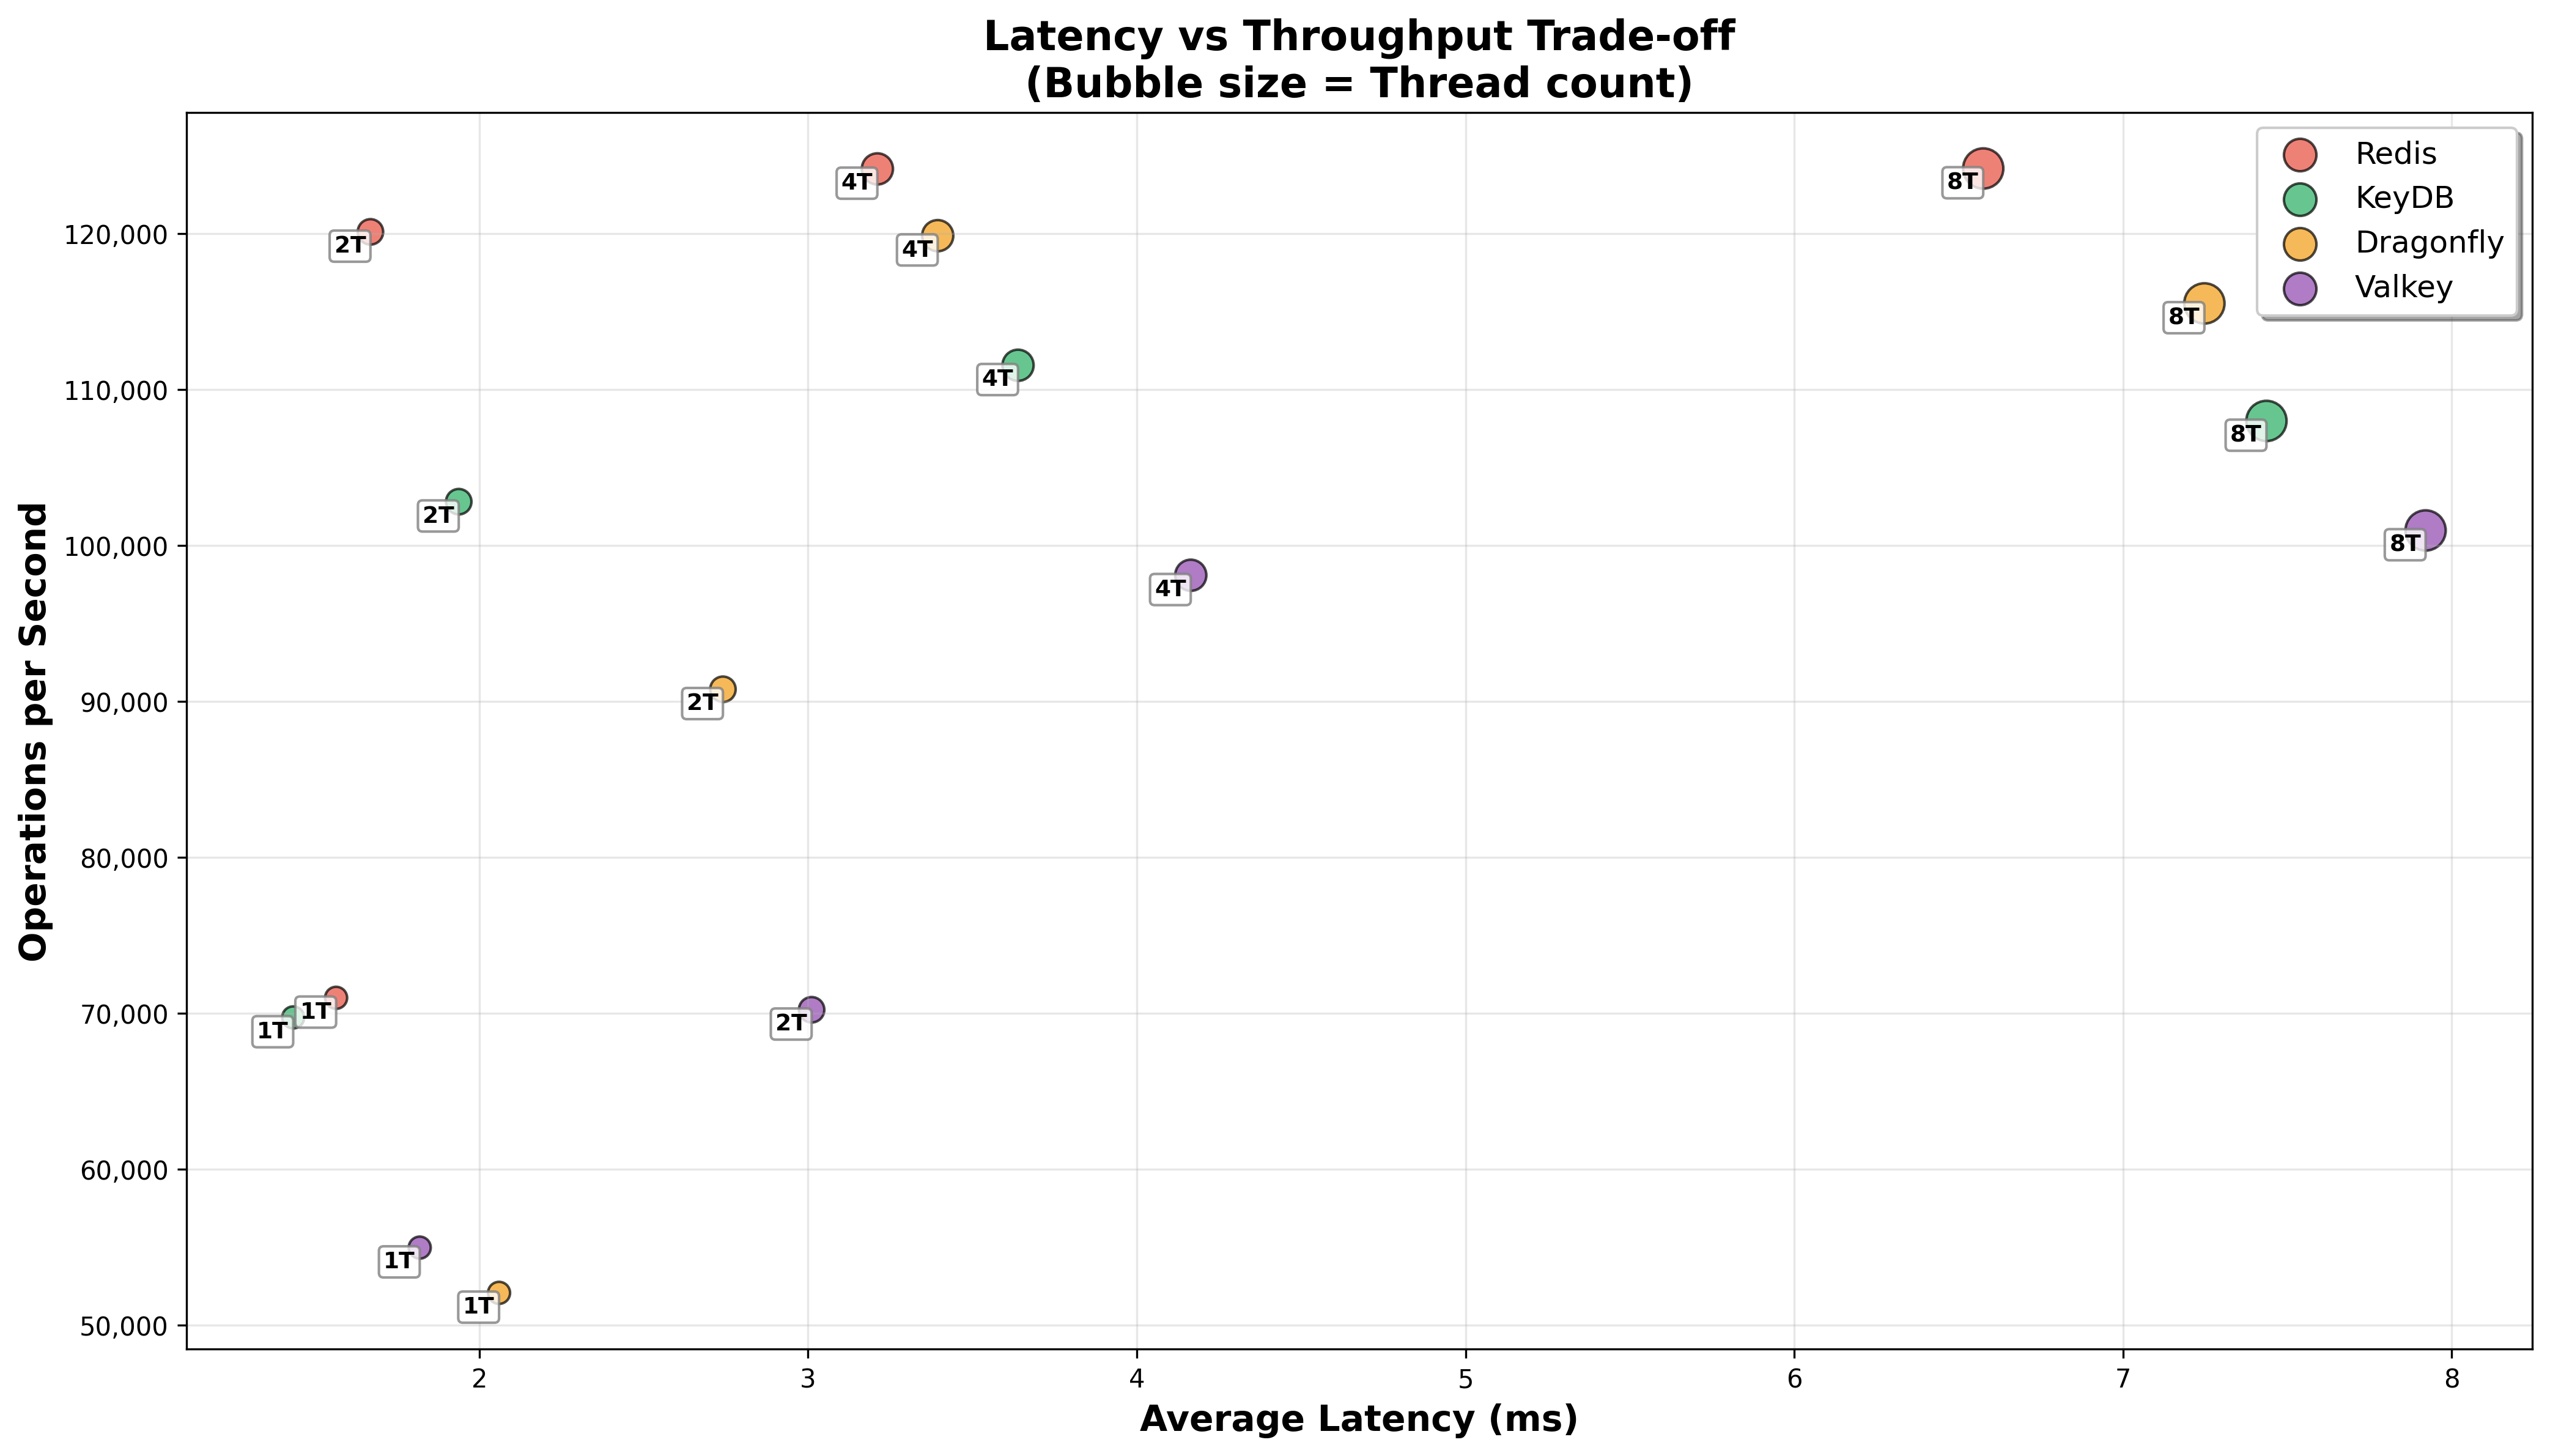 Latency vs Throughput Trade-off
(Bubble size = Thread count)
Redis
KeyDB
Dragonfly
Valkey
Operations per Second
120,000
110,000
100,000
90,000
80,000
70,000
60,000
50,000
4T
8T
2T
4T
8T
4T
8T
2T
8T
4T
2T
1T
2T
1T
1T
1T
2
3
4
5
6
7
8
Average Latency (ms)